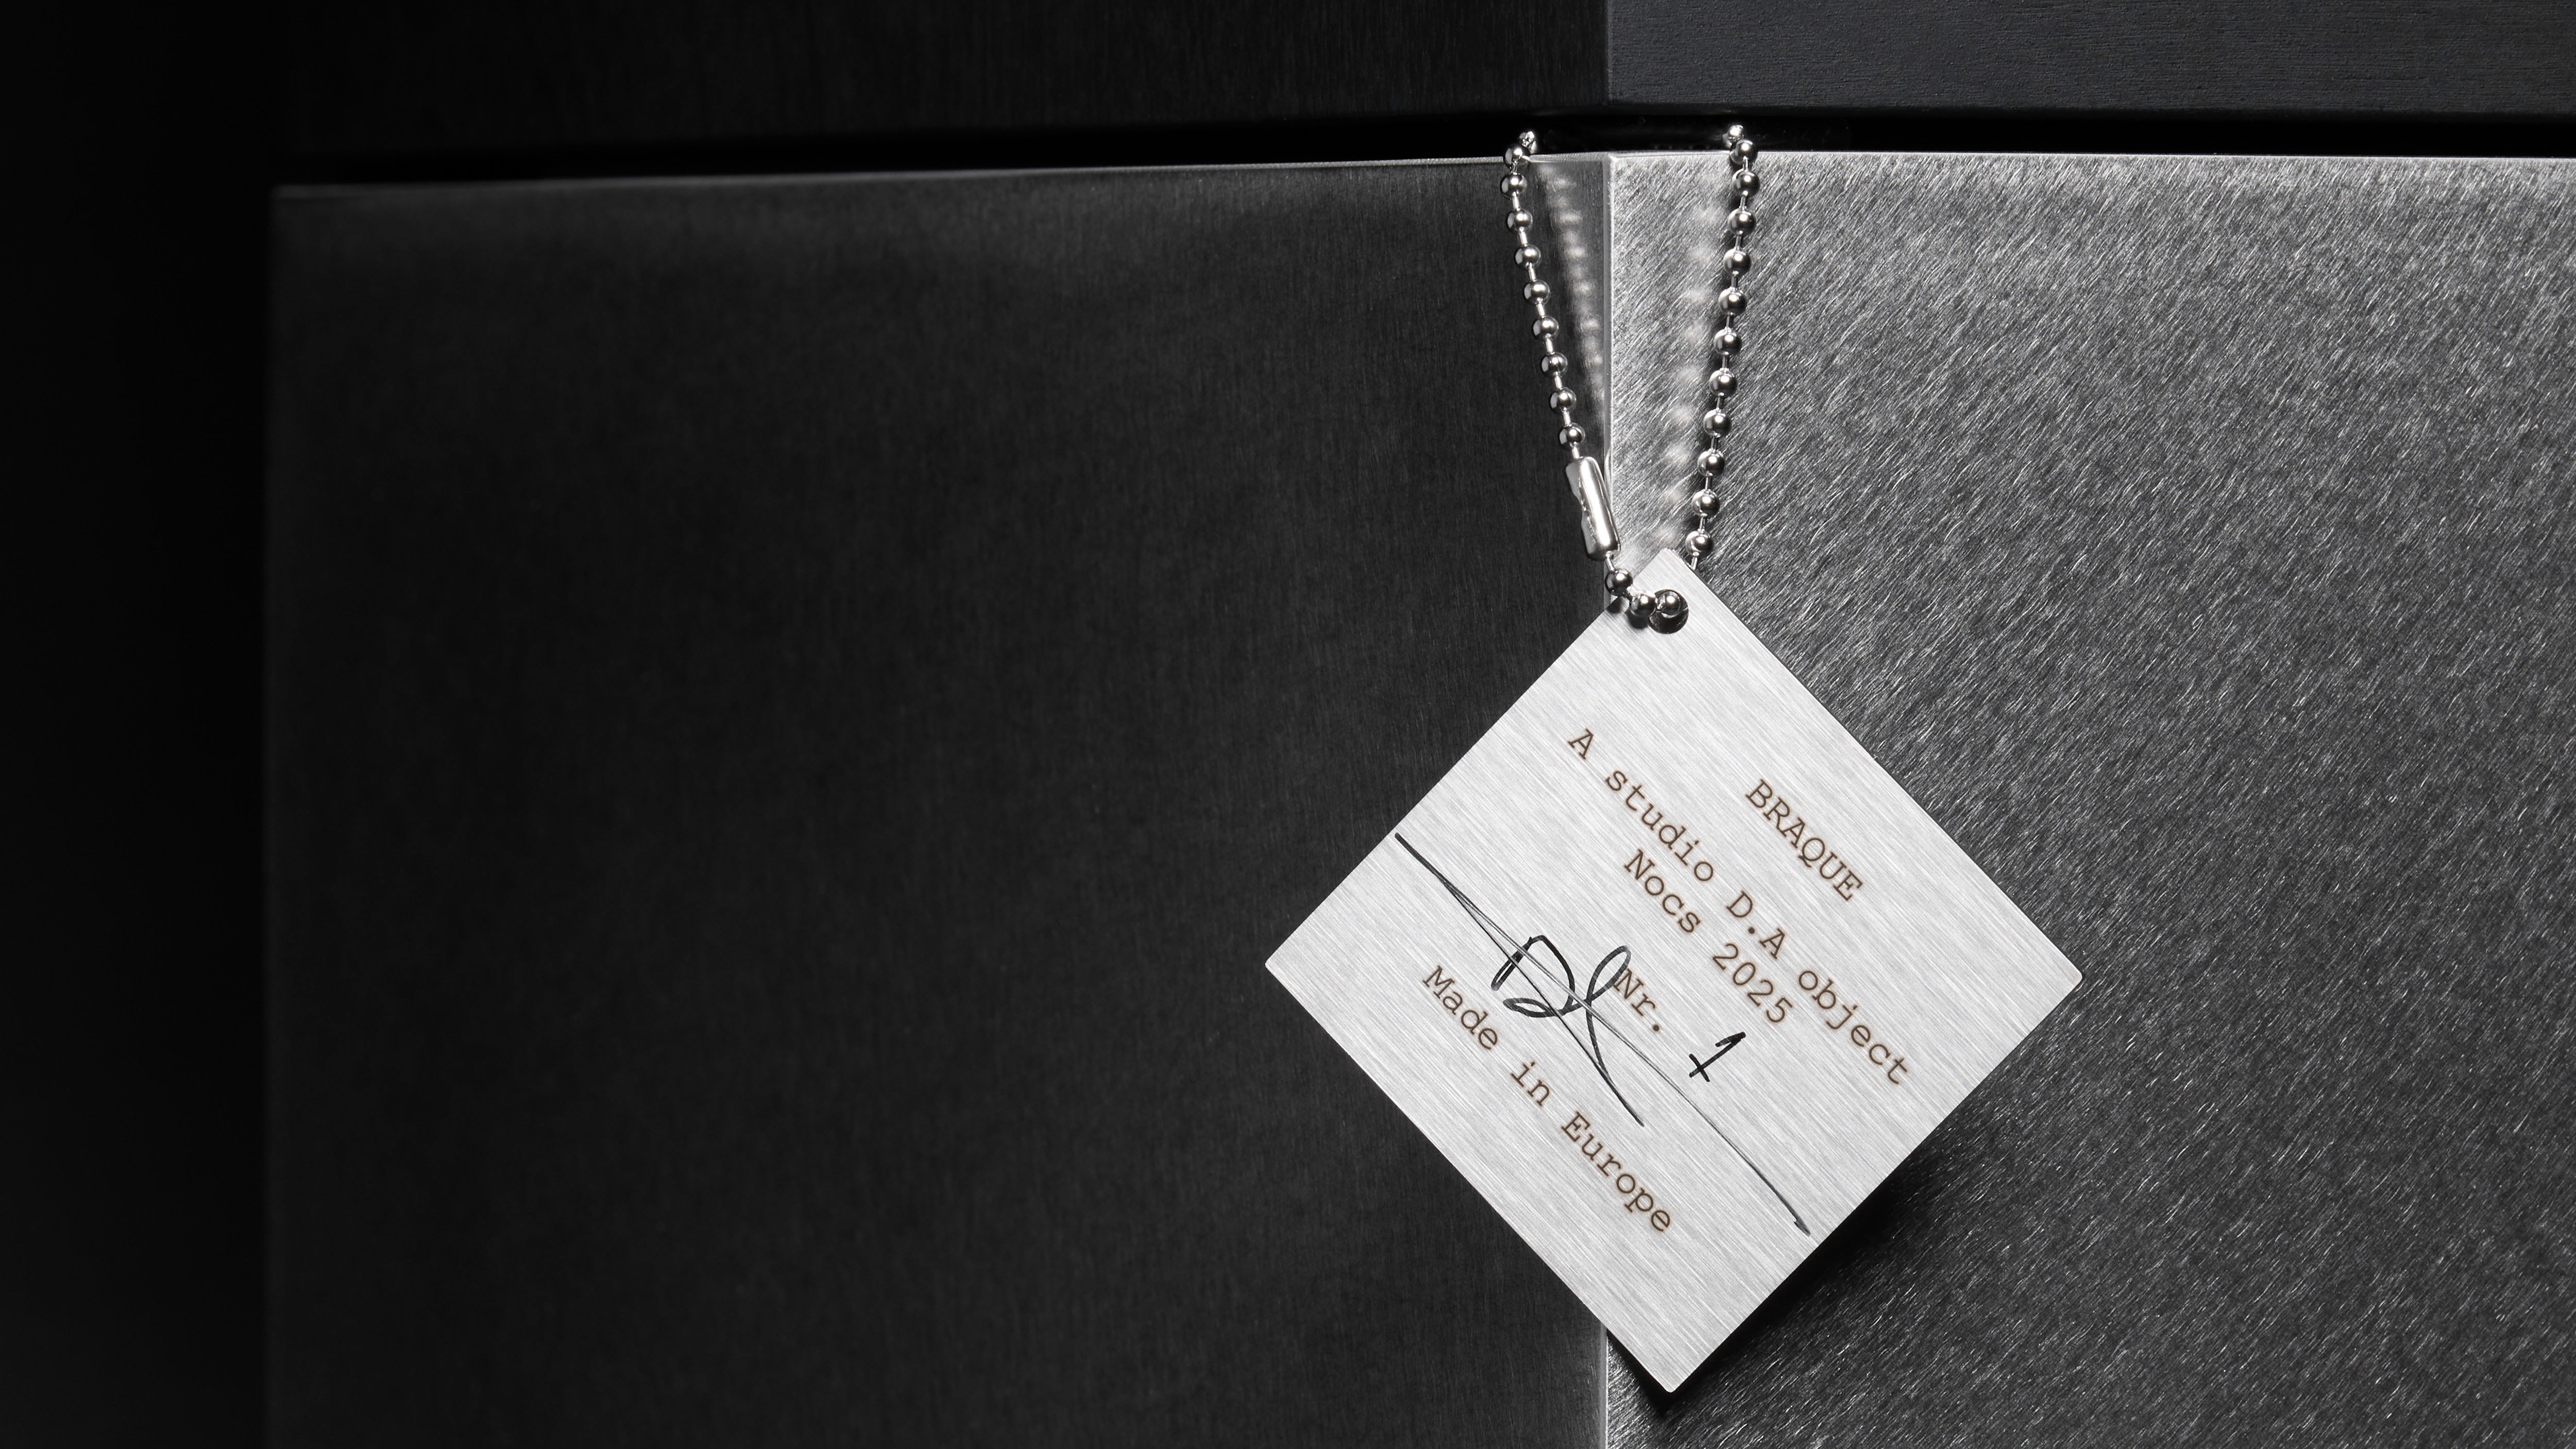 BRAQUE
A studio D.A object
Nocs 2025
Nr. 1
Made in Europe